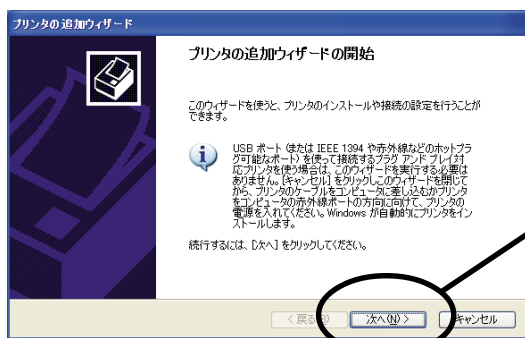 プリンタの追加ウィザード
プリンタの追加ウィザードの開始
このウィザードを使うと、プリンタのインストールや接続の設定を行うことが
できます。
USB ポート (または IEEE 1394 や赤外線などのホットプラ
グ可能なポート) を使って接続するプラグ アンド プレイ対
応プリンタを使う場合は、このウィザードを実行する必要は
ありません。[キャンセル] をクリックしこのウィザードを閉じて
から、プリンタのケーブルをコンピュータに差し込むかプリンタ
をコンピュータの赤外線ポートの方向に向けて、プリンタの
電源を入れてください。Windows が自動的にプリンタをイン
ストールします。
続行するには、[次へ] をクリックしてください。
< 戻る(B) 次へ(N) > キャンセル